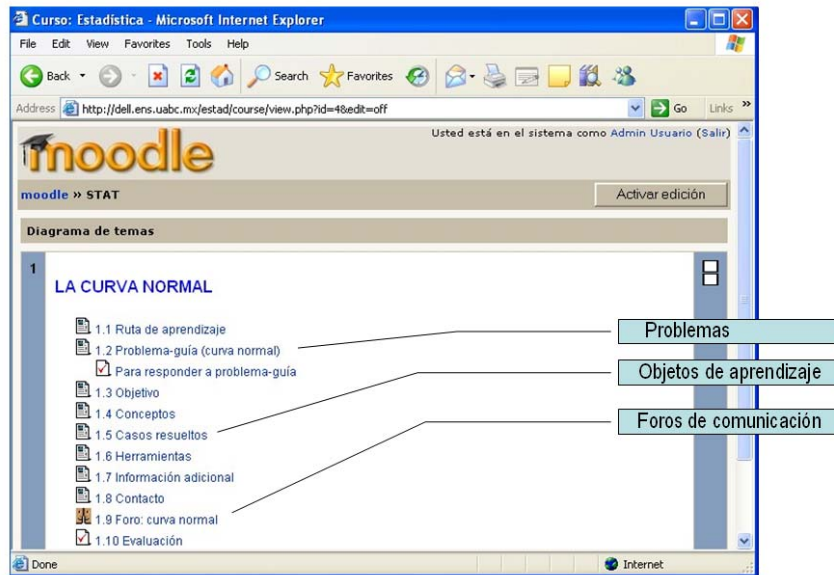 Curso: Estadística - Microsoft Internet Explorer
File Edit View Favorites Tools Help
Back Search Favorites
Address http://dell.ens.uabc.mx/estad/course/view.php?id=4&edit=off Go Links »
moodle
Usted está en el sistema como Admin Usuario (Salir)
moodle » STAT
Activar edición
Diagrama de temas
1
LA CURVA NORMAL
1.1 Ruta de aprendizaje
1.2 Problema-guía (curva normal)
Para responder a problema-guía
1.3 Objetivo
1.4 Conceptos
1.5 Casos resueltos
1.6 Herramientas
1.7 Información adicional
1.8 Contacto
1.9 Foro: curva normal
1.10 Evaluación
Problemas
Objetos de aprendizaje
Foros de comunicación
Done Internet